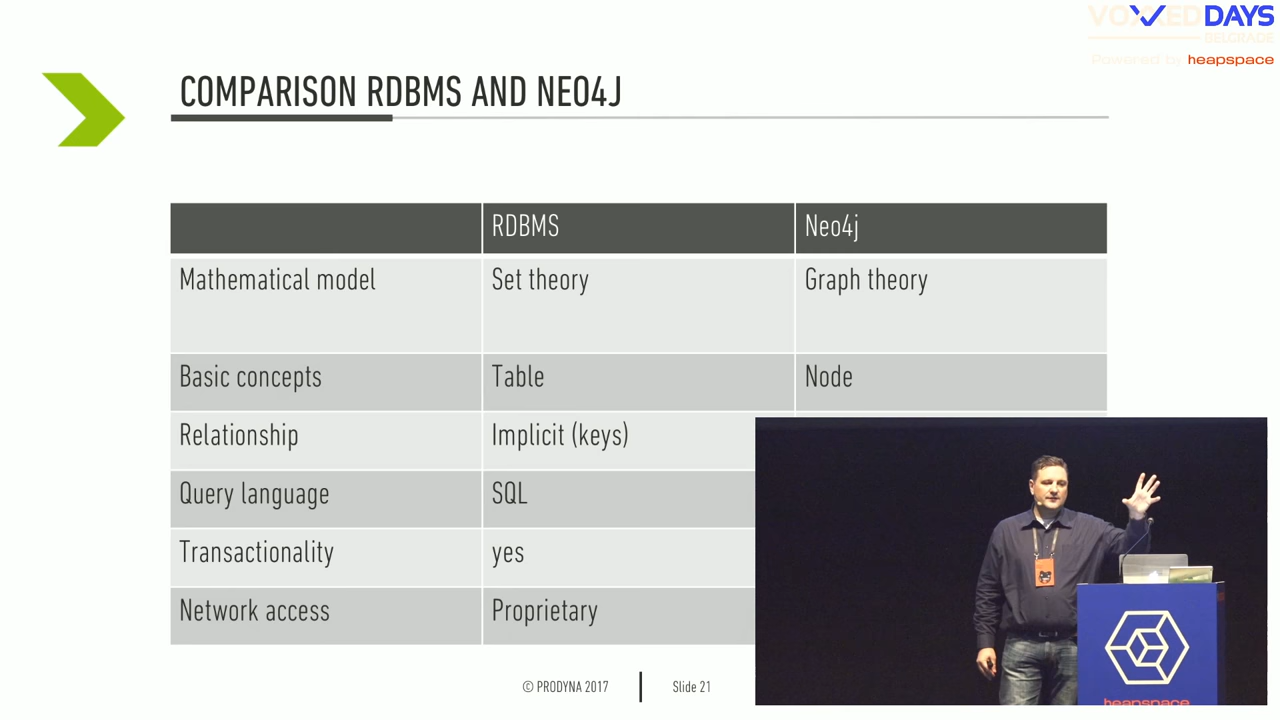 VOXXED DAYS
BELGRADE
Powered by heapspace
COMPARISON RDBMS AND NEO4J
RDBMS Neo4j
Mathematical model Set theory Graph theory
Basic concepts Table Node
Relationship Implicit (keys)
Query language SQL
Transactionality yes
Network access Proprietary
© PRODYNA 2017 Slide 21
heapspace